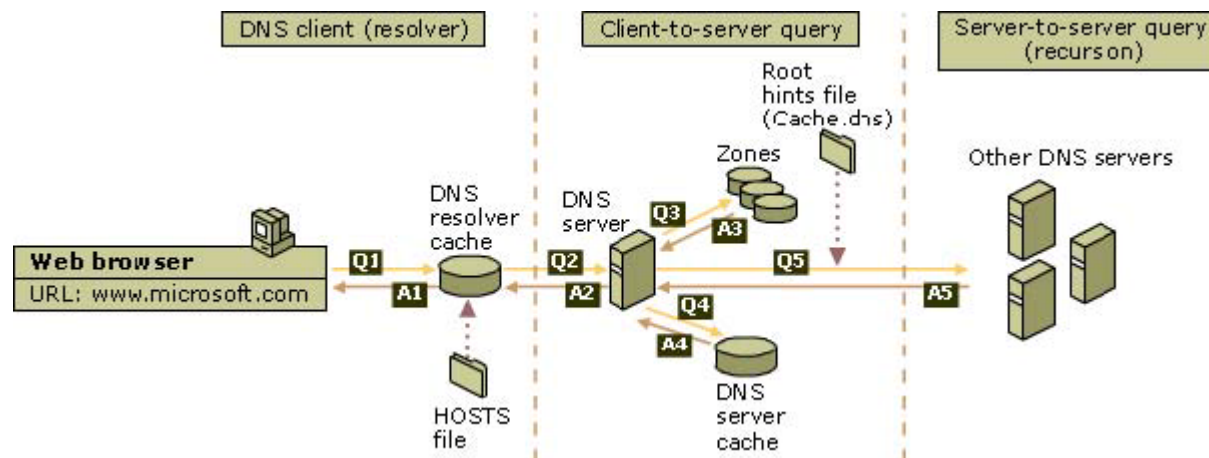 DNS client (resolver)
Client-to-server query
Server-to-server query
(recurson)
Root
hints file
(Cache.dns)
Zones
Other DNS servers
DNS
resolver
cache
DNS
server
Q3
A3
Web browser
URL: www.microsoft.com
Q1
A1
Q2
A2
Q5
A5
Q4
A4
HOSTS
file
DNS
server
cache